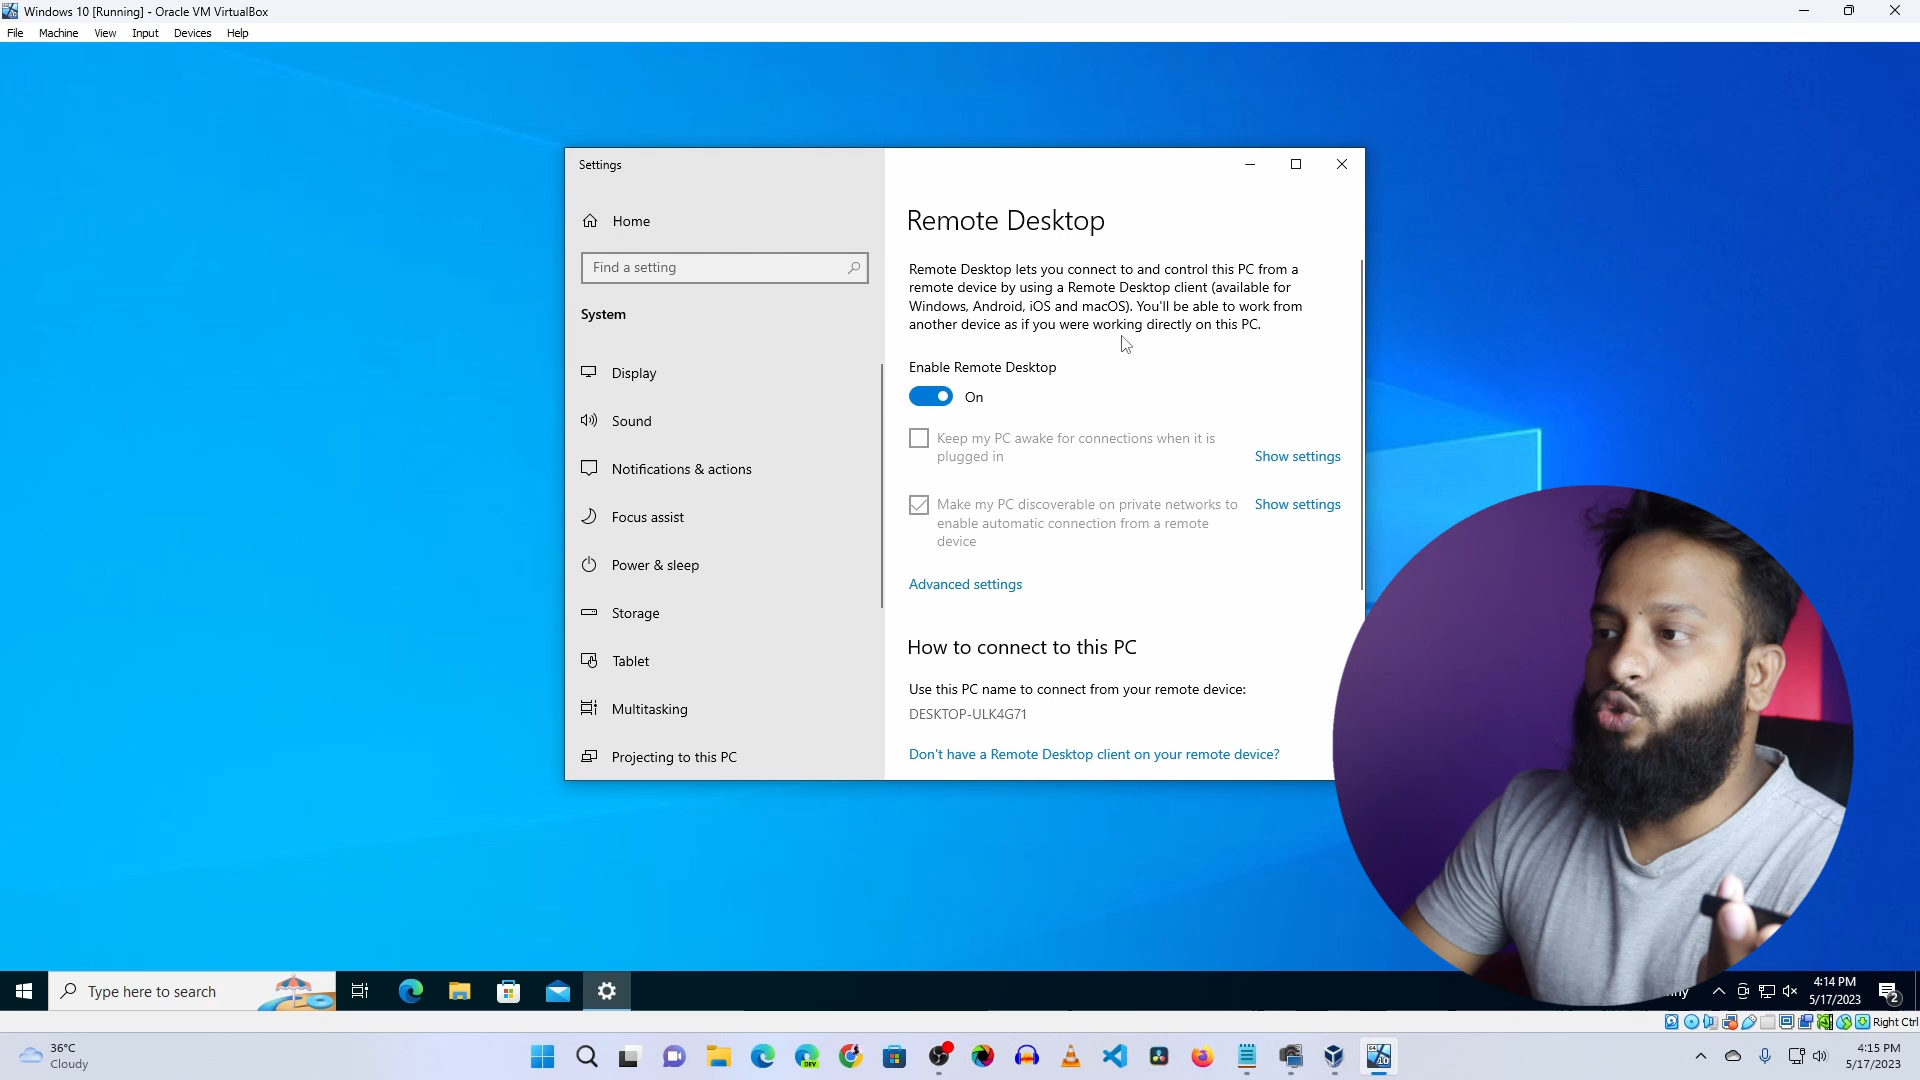 Windows 10 [Running] - Oracle VM VirtualBox
File Machine View Input Devices Help
Settings
Home
Find a setting
System
Display
Sound
Notifications & actions
Focus assist
Power & sleep
Storage
Tablet
Multitasking
Projecting to this PC
Remote Desktop
Remote Desktop lets you connect to and control this PC from a
remote device by using a Remote Desktop client (available for
Windows, Android, iOS and macOS). You'll be able to work from
another device as if you were working directly on this PC.
Enable Remote Desktop
On
Keep my PC awake for connections when it is
plugged in
Show settings
Make my PC discoverable on private networks to
enable automatic connection from a remote
device
Show settings
Advanced settings
How to connect to this PC
Use this PC name to connect from your remote device:
DESKTOP-ULK4G71
Don't have a Remote Desktop client on your remote device?
Type here to search
4:14 PM
5/17/2023
2
Right Ctrl
36°C
Cloudy
DEV
10
4:15 PM
5/17/2023